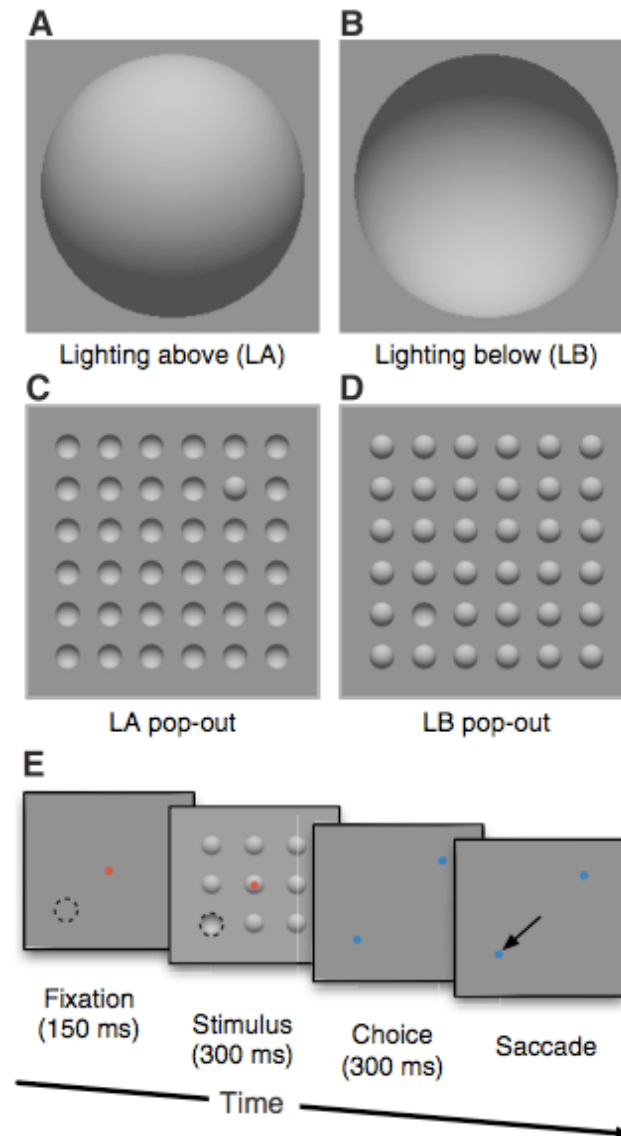 A
B
Lighting above (LA)
Lighting below (LB)
C
D
LA pop-out
LB pop-out
E
Fixation
(150 ms)
Stimulus
(300 ms)
Choice
(300 ms)
Saccade
Time